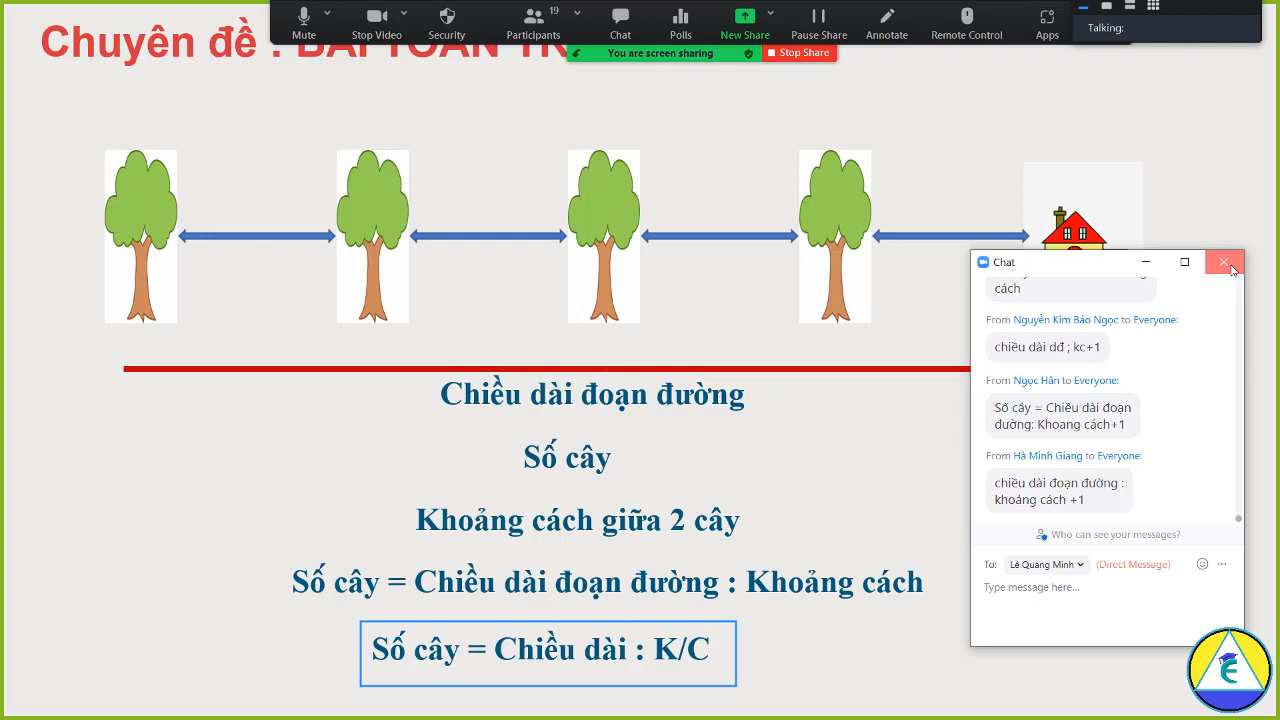 19
Mute
Stop Video
Security
Participants
Chat
Polls
New Share
Pause Share
Annotate
Remote Control
Apps
Talking:
You are screen sharing
Stop Share
Chuyên đề : BÀI TOÁN TR
Chat
cách
From Nguyễn Kim Bảo Ngọc to Everyone:
chiều dài dđ ; kc+1
From Ngọc Hân to Everyone:
Số cây = Chiều dài đoạn
đường: Khoang cách+1
From Hà Minh Giang to Everyone:
chiều dài đoạn đường :
khoảng cách +1
Who can see your messages?
To: Lê Quang Minh (Direct Message)
Type message here...
Chiều dài đoạn đường
Số cây
Khoảng cách giữa 2 cây
Số cây = Chiều dài đoạn đường : Khoảng cách
Số cây = Chiều dài : K/C